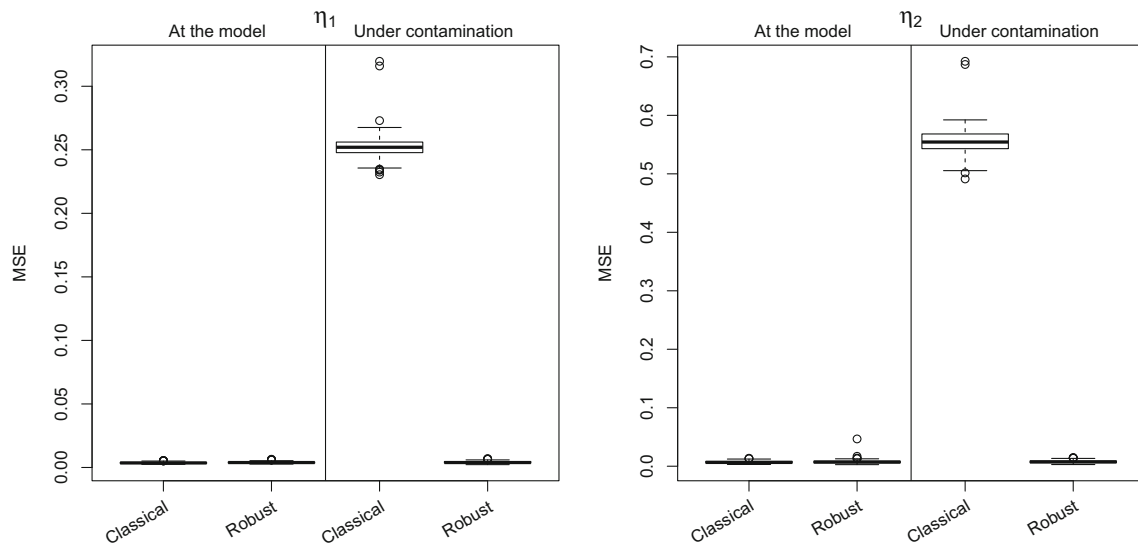 η1
At the model Under contamination
MSE
0.30
0.25
0.20
0.15
0.10
0.05
0.00
Classical
Robust
Classical
Robust
η2
At the model Under contamination
MSE
0.7
0.6
0.5
0.4
0.3
0.2
0.1
0.0
Classical
Robust
Classical
Robust